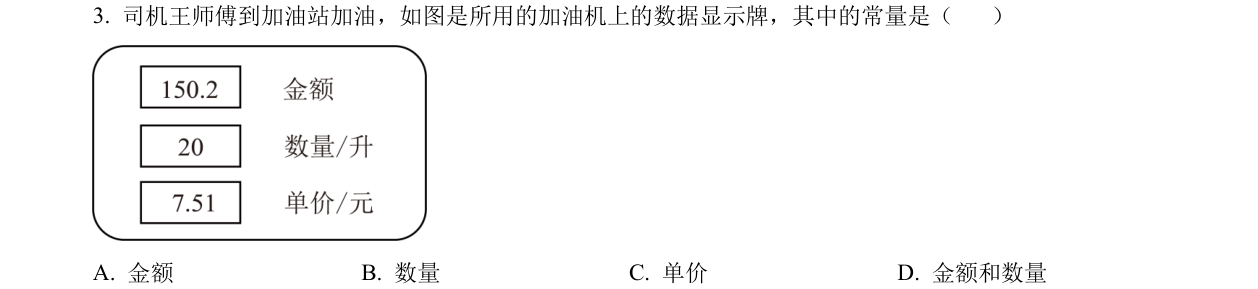 3. 司机王师傅到加油站加油，如图是所用的加油机上的数据显示牌，其中的常量是（    ）
150.2 金额
20 数量/升
7.51 单价/元
A. 金额 B. 数量 C. 单价 D. 金额和数量